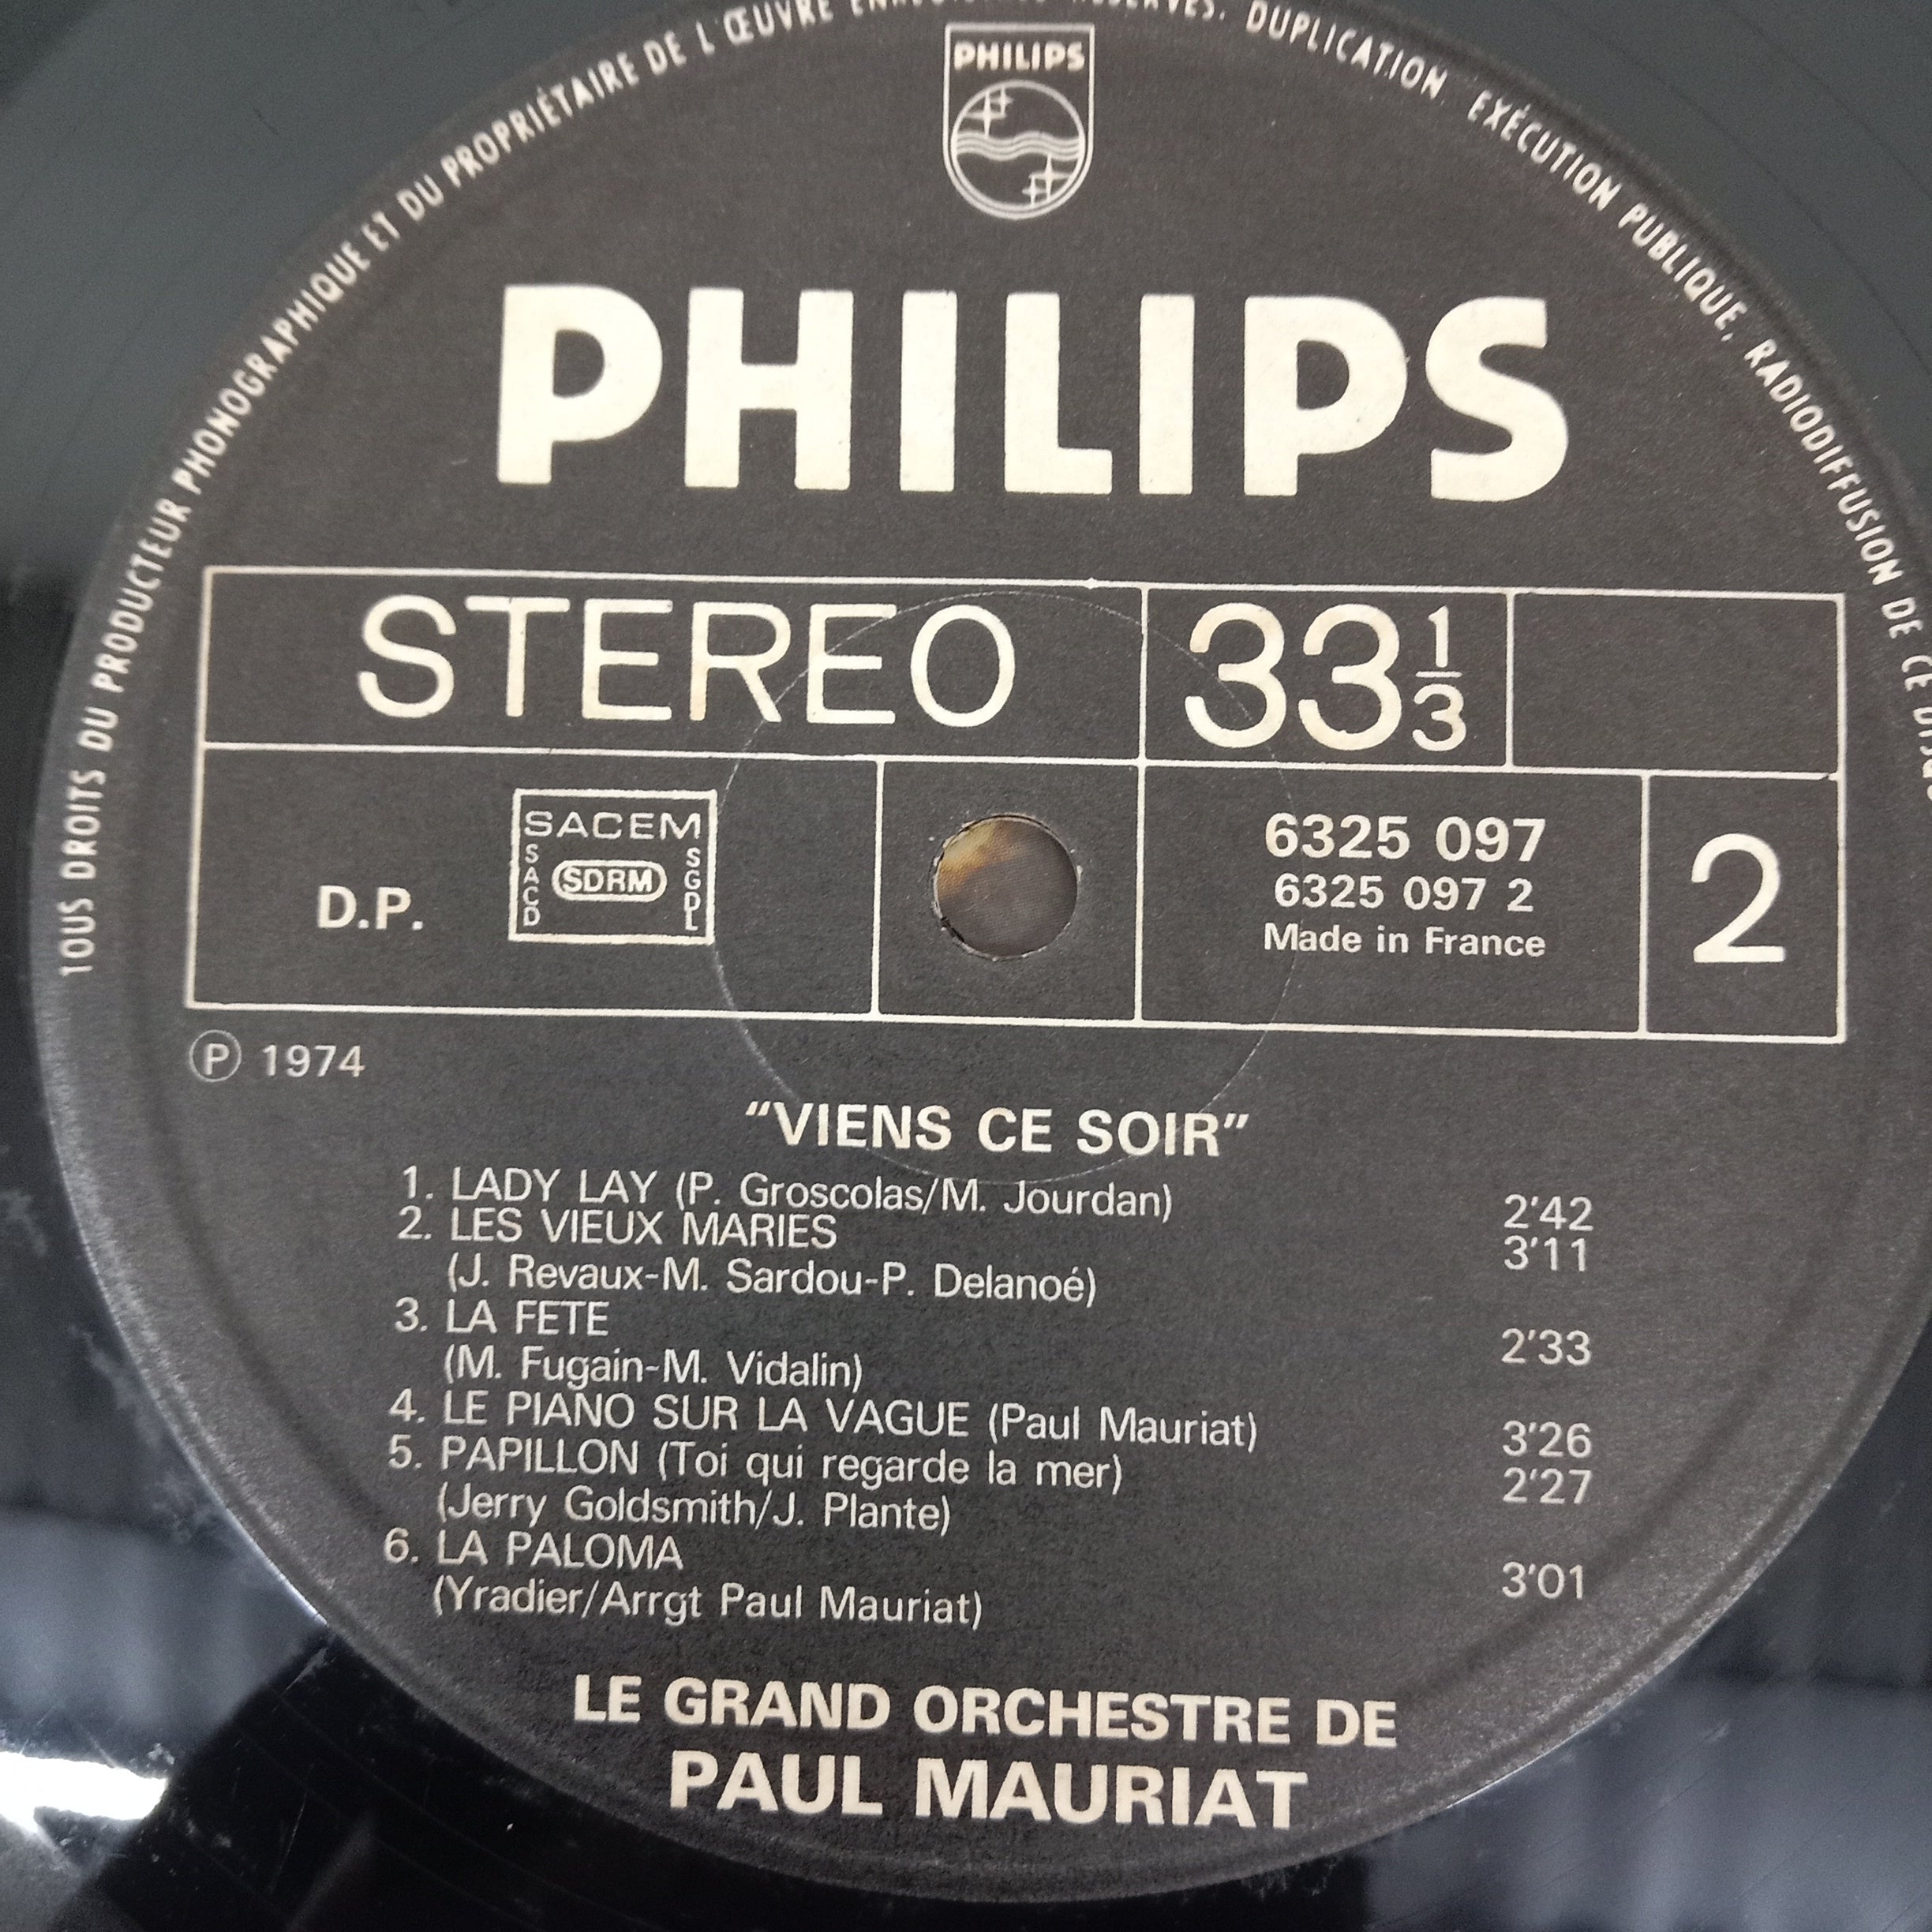 TOUS DROITS DU PRODUCTEUR PHONOGRAPHIQUE ET DU PROPRIÉTAIRE DE L'ŒUVRE RÉSERVÉS. DUPLICATION. EXÉCUTION PUBLIQUE, RADIODIFFUSION DE CE
PHILIPS
PHILIPS
STEREO 33 1/3
D.P.
SACEM
SACD
SDRM
SGDL
6325 097
6325 097 2
Made in France
2
Ⓟ 1974
"VIENS CE SOIR"
1. LADY LAY (P. Groscolas/M. Jourdan) 2'42
2. LES VIEUX MARIES 3'11
(J. Revaux-M. Sardou-P. Delanoé)
3. LA FETE 2'33
(M. Fugain-M. Vidalin)
4. LE PIANO SUR LA VAGUE (Paul Mauriat) 3'26
5. PAPILLON (Toi qui regarde la mer) 2'27
(Jerry Goldsmith/J. Plante)
6. LA PALOMA 3'01
(Yradier/Arrgt Paul Mauriat)
LE GRAND ORCHESTRE DE
PAUL MAURIAT